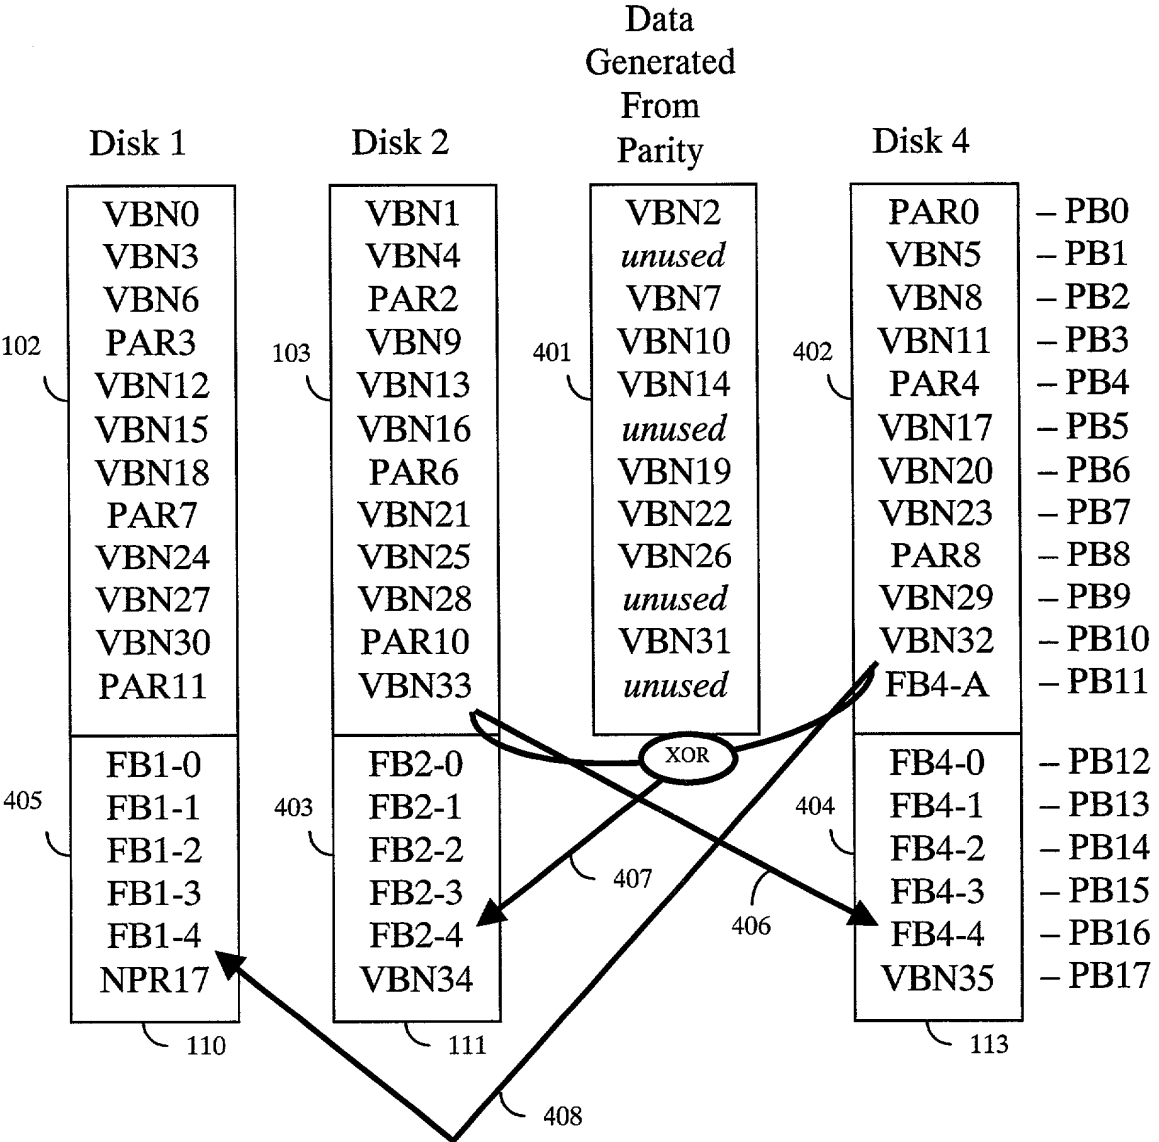 Data
Generated
From
Parity
Disk 1 Disk 2 Disk 4
VBN0 VBN1 VBN2 PAR0 – PB0
VBN3 VBN4 unused VBN5 – PB1
VBN6 PAR2 VBN7 VBN8 – PB2
102 PAR3 103 VBN9 401 VBN10 402 VBN11 – PB3
VBN12 VBN13 VBN14 PAR4 – PB4
VBN15 VBN16 unused VBN17 – PB5
VBN18 PAR6 VBN19 VBN20 – PB6
PAR7 VBN21 VBN22 VBN23 – PB7
VBN24 VBN25 VBN26 PAR8 – PB8
VBN27 VBN28 unused VBN29 – PB9
VBN30 PAR10 VBN31 VBN32 – PB10
PAR11 VBN33 unused FB4-A – PB11
XOR
FB1-0 FB2-0 FB4-0 – PB12
405 FB1-1 403 FB2-1 404 FB4-1 – PB13
FB1-2 FB2-2 FB4-2 – PB14
407
FB1-3 FB2-3 FB4-3 – PB15
406
FB1-4 FB2-4 FB4-4 – PB16
NPR17 VBN34 VBN35 – PB17
110 111 113
408